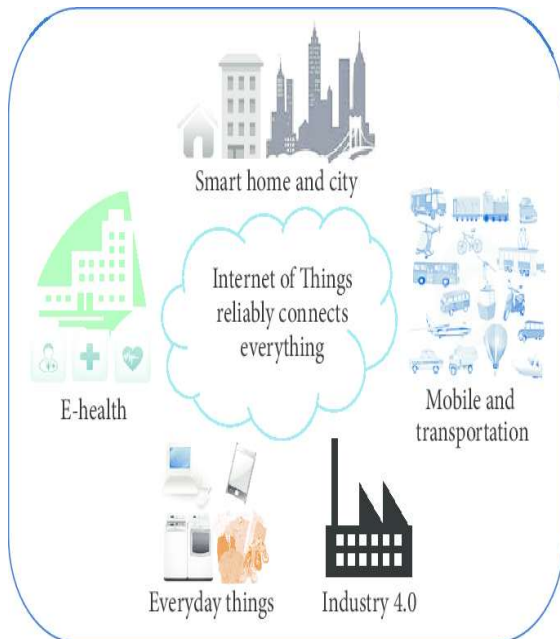 Smart home and city
Internet of Things
reliably connects
everything
E-health
Mobile and
transportation
Everyday things
Industry 4.0